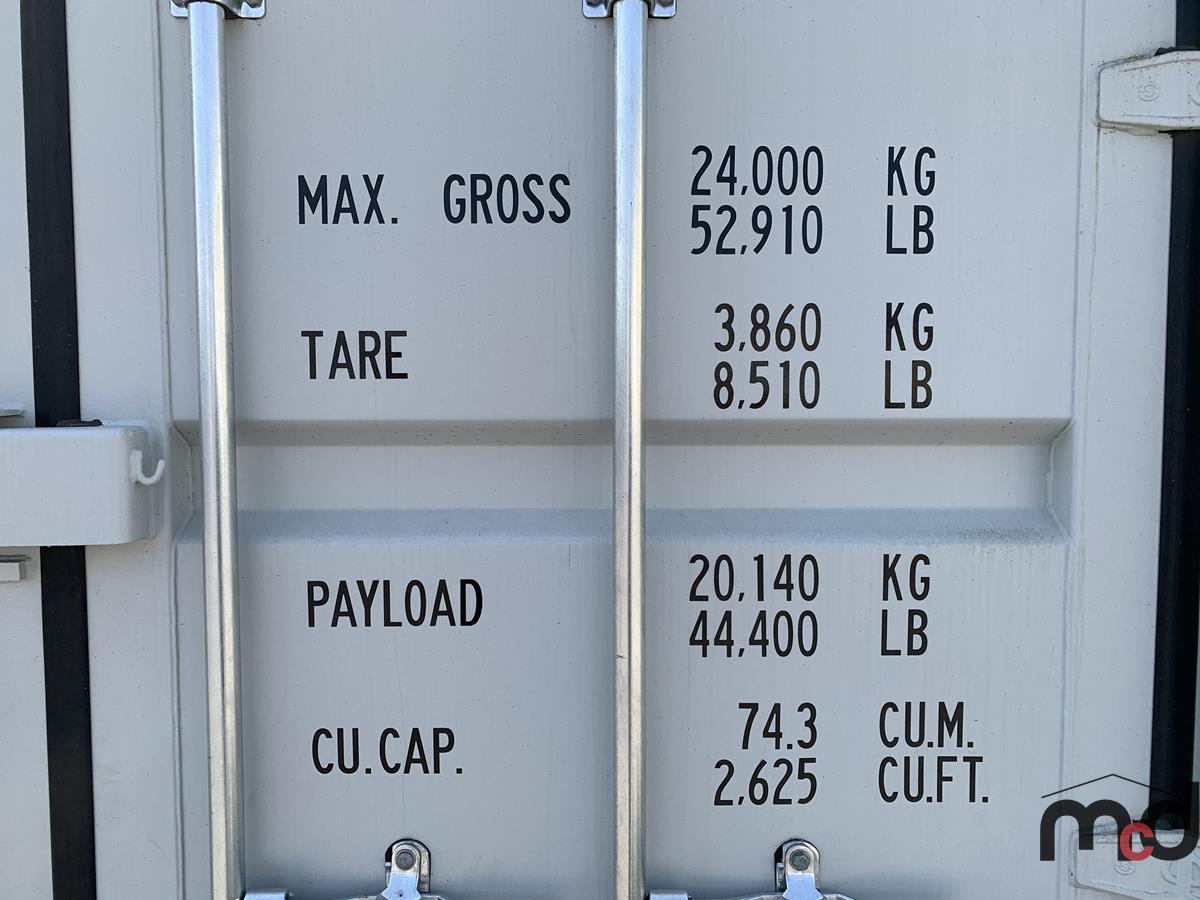 MAX. GROSS 24,000 KG
52,910 LB
TARE 3,860 KG
8,510 LB
PAYLOAD 20,140 KG
44,400 LB
CU.CAP. 74.3 CU.M.
2,625 CU.FT.
mcd